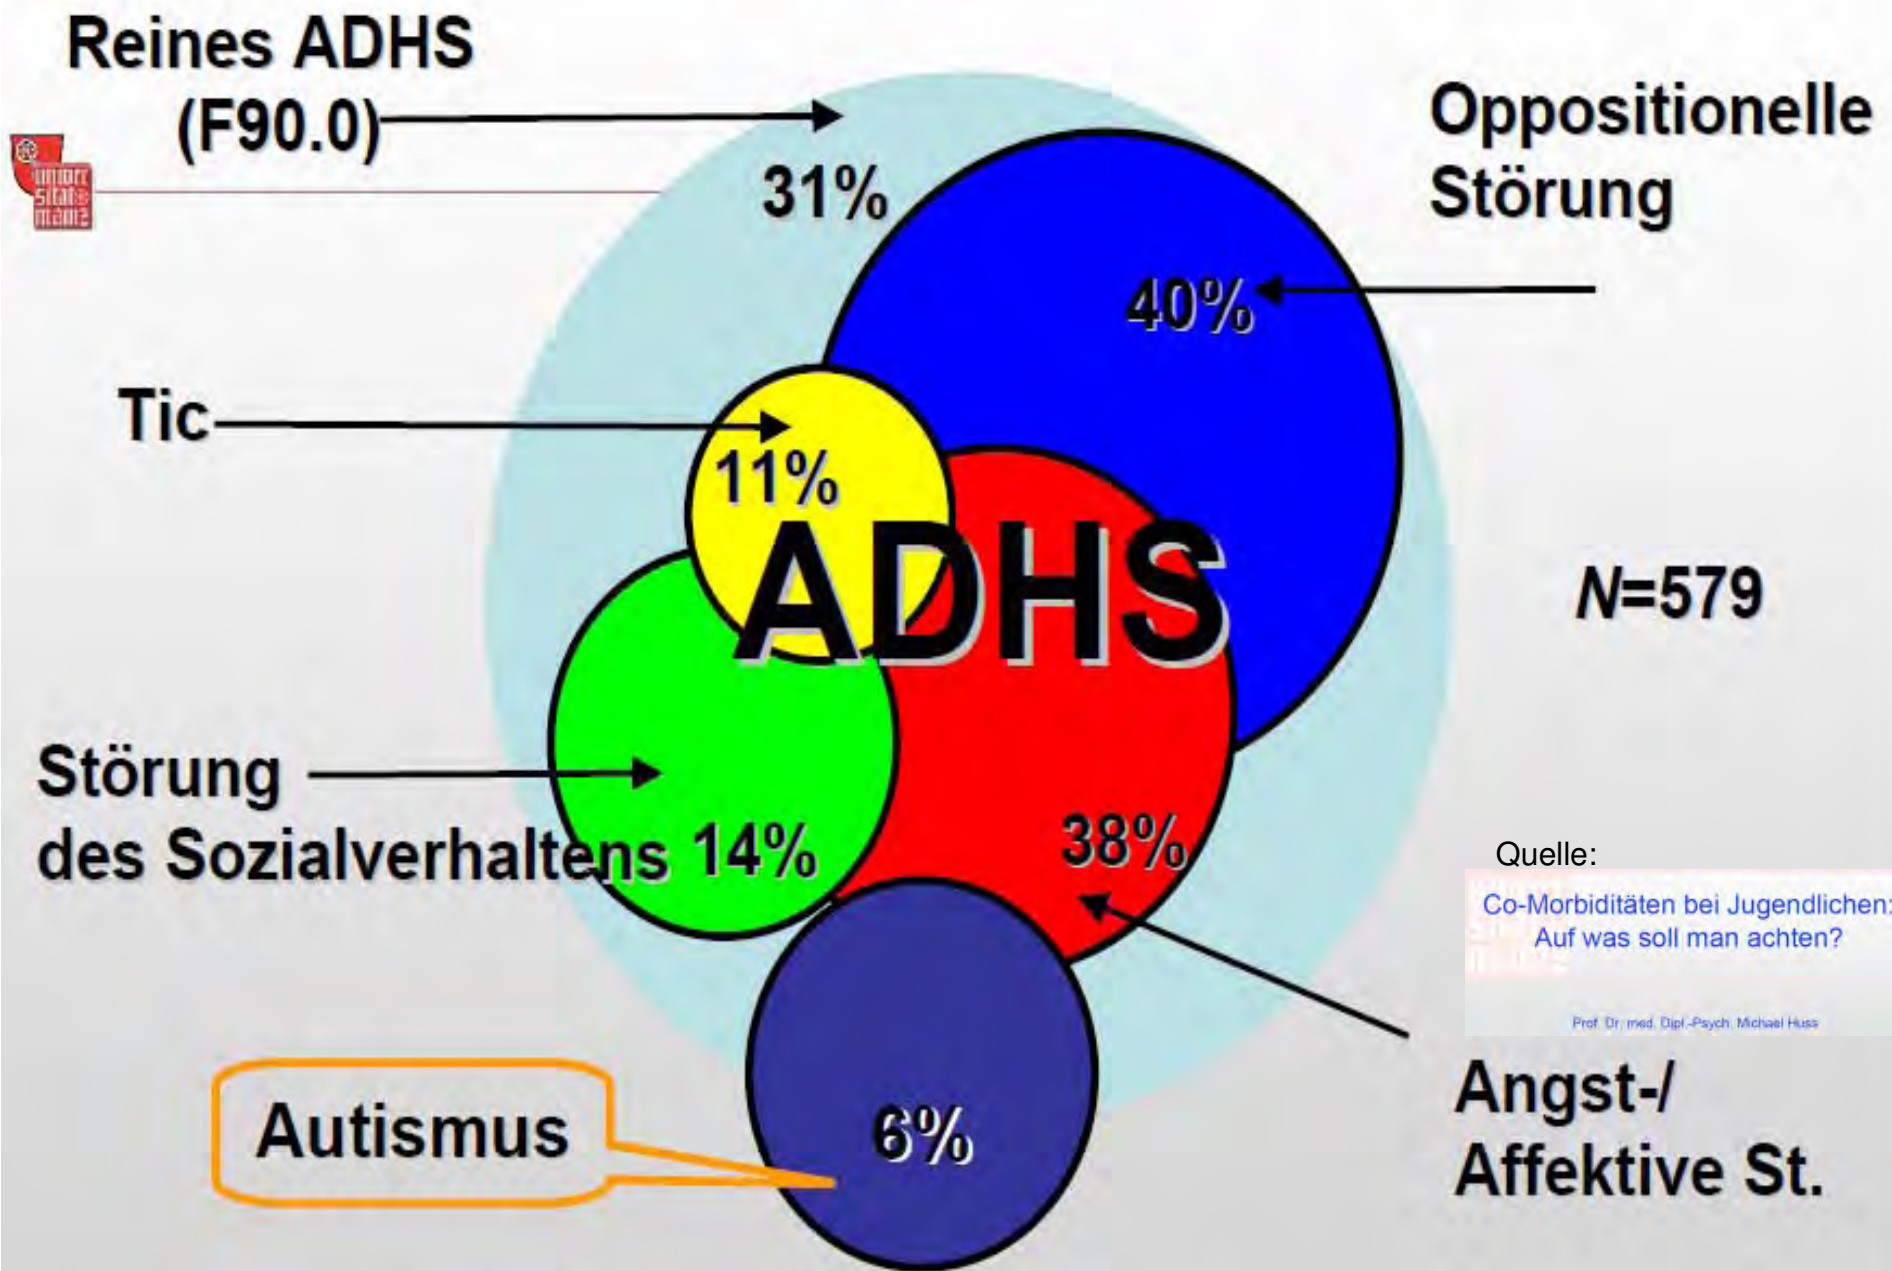 Reines ADHS
(F90.0)
universitas
mainz
31%
Oppositionelle
Störung
40%
Tic
11%
ADHS
N=579
Störung
des Sozialverhaltens 14%
38%
Quelle:
Co-Morbiditäten bei Jugendlichen:
Auf was soll man achten?
Prof. Dr. med. Dipl.-Psych. Michael Huss
Angst-/
Affektive St.
Autismus
6%